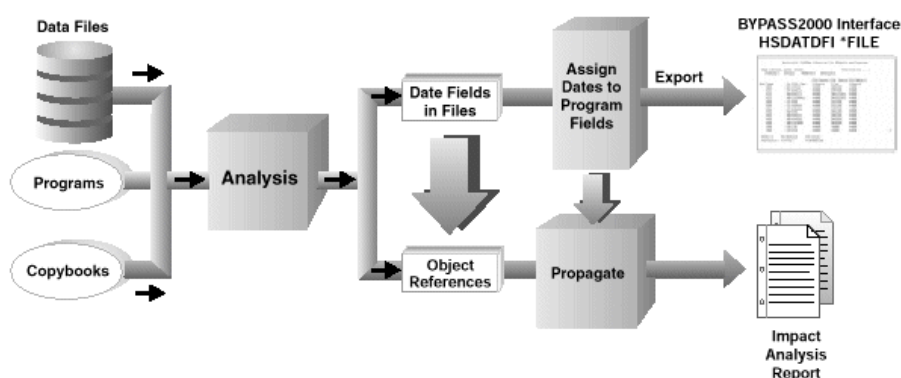 Data Files
BYPASS2000 Interface
HSDATDFI *FILE
Date Fields
in Files
Assign
Dates to
Program
Fields
Export
Programs
Analysis
Copybooks
Object
References
Propagate
Impact
Analysis
Report